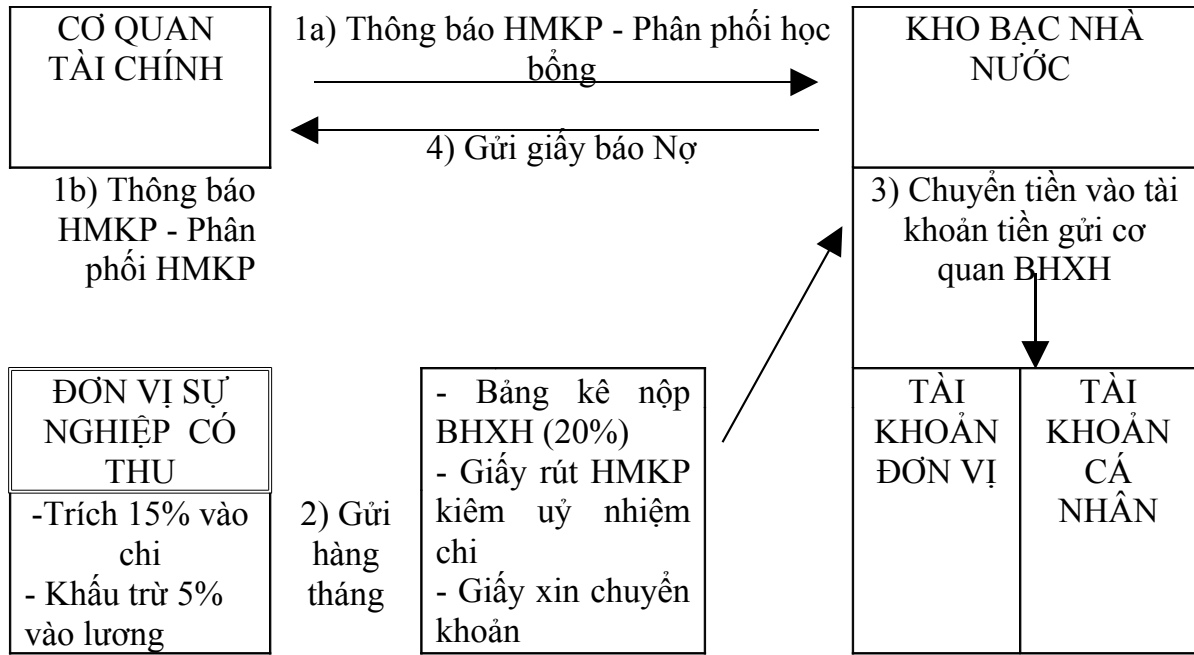 CƠ QUAN
TÀI CHÍNH
1a) Thông báo HMKP - Phân phối học
bổng
KHO BẠC NHÀ
NƯỚC
4) Gửi giấy báo Nợ
1b) Thông báo
HMKP - Phân
phối HMKP
3) Chuyển tiền vào tài
khoản tiền gửi cơ
quan BHXH
ĐƠN VỊ SỰ
NGHIỆP CÓ
THU
-Trích 15% vào
chi
- Khấu trừ 5%
vào lương
2) Gửi
hàng
tháng
- Bảng kê nộp
BHXH (20%)
- Giấy rút HMKP
kiêm uỷ nhiệm
chi
- Giấy xin chuyển
khoản
TÀI
KHOẢN
ĐƠN VỊ
TÀI
KHOẢN
CÁ
NHÂN